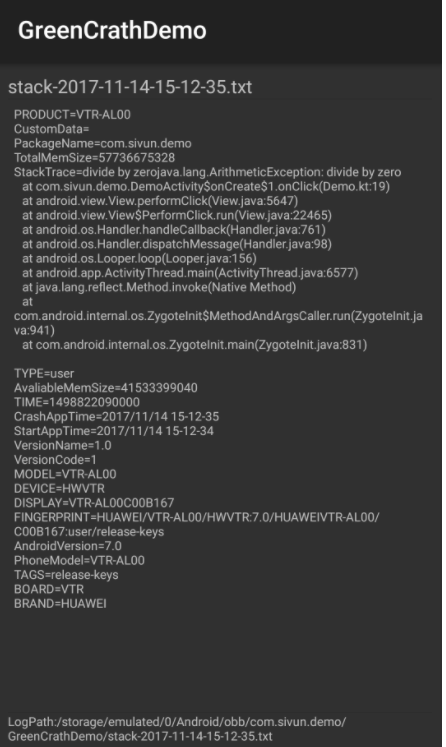 GreenCrathDemo
stack-2017-11-14-15-12-35.txt
PRODUCT=VTR-AL00
CustomData=
PackageName=com.sivun.demo
TotalMemSize=57736675328
StackTrace=divide by zerojava.lang.ArithmeticException: divide by zero
at com.sivun.demo.DemoActivity$onCreate$1.onClick(Demo.kt:19)
at android.view.View.performClick(View.java:5647)
at android.view.View$PerformClick.run(View.java:22465)
at android.os.Handler.handleCallback(Handler.java:761)
at android.os.Handler.dispatchMessage(Handler.java:98)
at android.os.Looper.loop(Looper.java:156)
at android.app.ActivityThread.main(ActivityThread.java:6577)
at java.lang.reflect.Method.invoke(Native Method)
at
com.android.internal.os.ZygoteInit$MethodAndArgsCaller.run(ZygoteInit.ja
va:941)
at com.android.internal.os.ZygoteInit.main(ZygoteInit.java:831)
TYPE=user
AvaliableMemSize=41533399040
TIME=1498822090000
CrashAppTime=2017/11/14 15-12-35
StartAppTime=2017/11/14 15-12-34
VersionName=1.0
VersionCode=1
MODEL=VTR-AL00
DEVICE=HWVTR
DISPLAY=VTR-AL00C00B167
FINGERPRINT=HUAWEI/VTR-AL00/HWVTR:7.0/HUAWEIVTR-AL00/
C00B167:user/release-keys
AndroidVersion=7.0
PhoneModel=VTR-AL00
TAGS=release-keys
BOARD=VTR
BRAND=HUAWEI
LogPath:/storage/emulated/0/Android/obb/com.sivun.demo/
GreenCrathDemo/stack-2017-11-14-15-12-35.txt